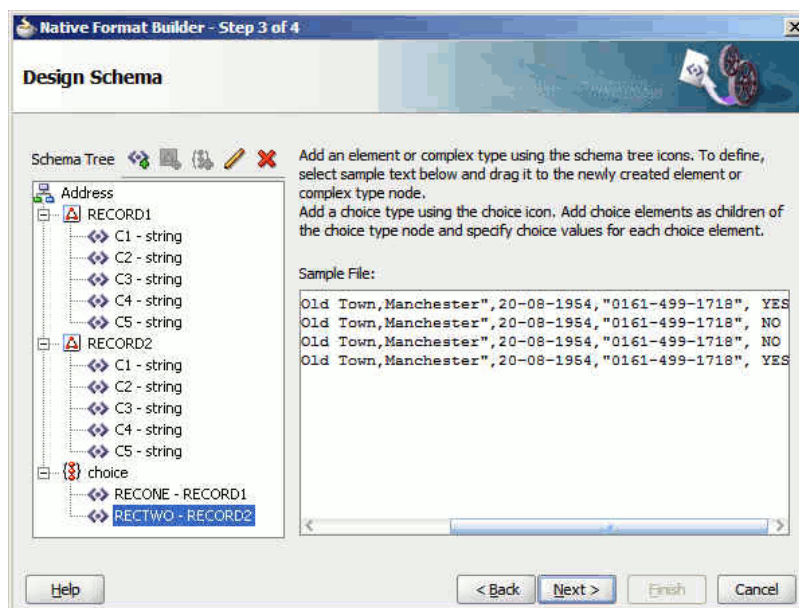 Native Format Builder - Step 3 of 4
Design Schema
Schema Tree
Address
RECORD1
C1 - string
C2 - string
C3 - string
C4 - string
C5 - string
RECORD2
C1 - string
C2 - string
C3 - string
C4 - string
C5 - string
choice
RECONE - RECORD1
RECTWO - RECORD2
Add an element or complex type using the schema tree icons. To define,
select sample text below and drag it to the newly created element or
complex type node.
Add a choice type using the choice icon. Add choice elements as children of
the choice type node and specify choice values for each choice element.
Sample File:
Old Town,Manchester",20-08-1954,"0161-499-1718", YES
Old Town,Manchester",20-08-1954,"0161-499-1718", NO
Old Town,Manchester",20-08-1954,"0161-499-1718", NO
Old Town,Manchester",20-08-1954,"0161-499-1718", YES
Help
< Back
Next >
Finish
Cancel